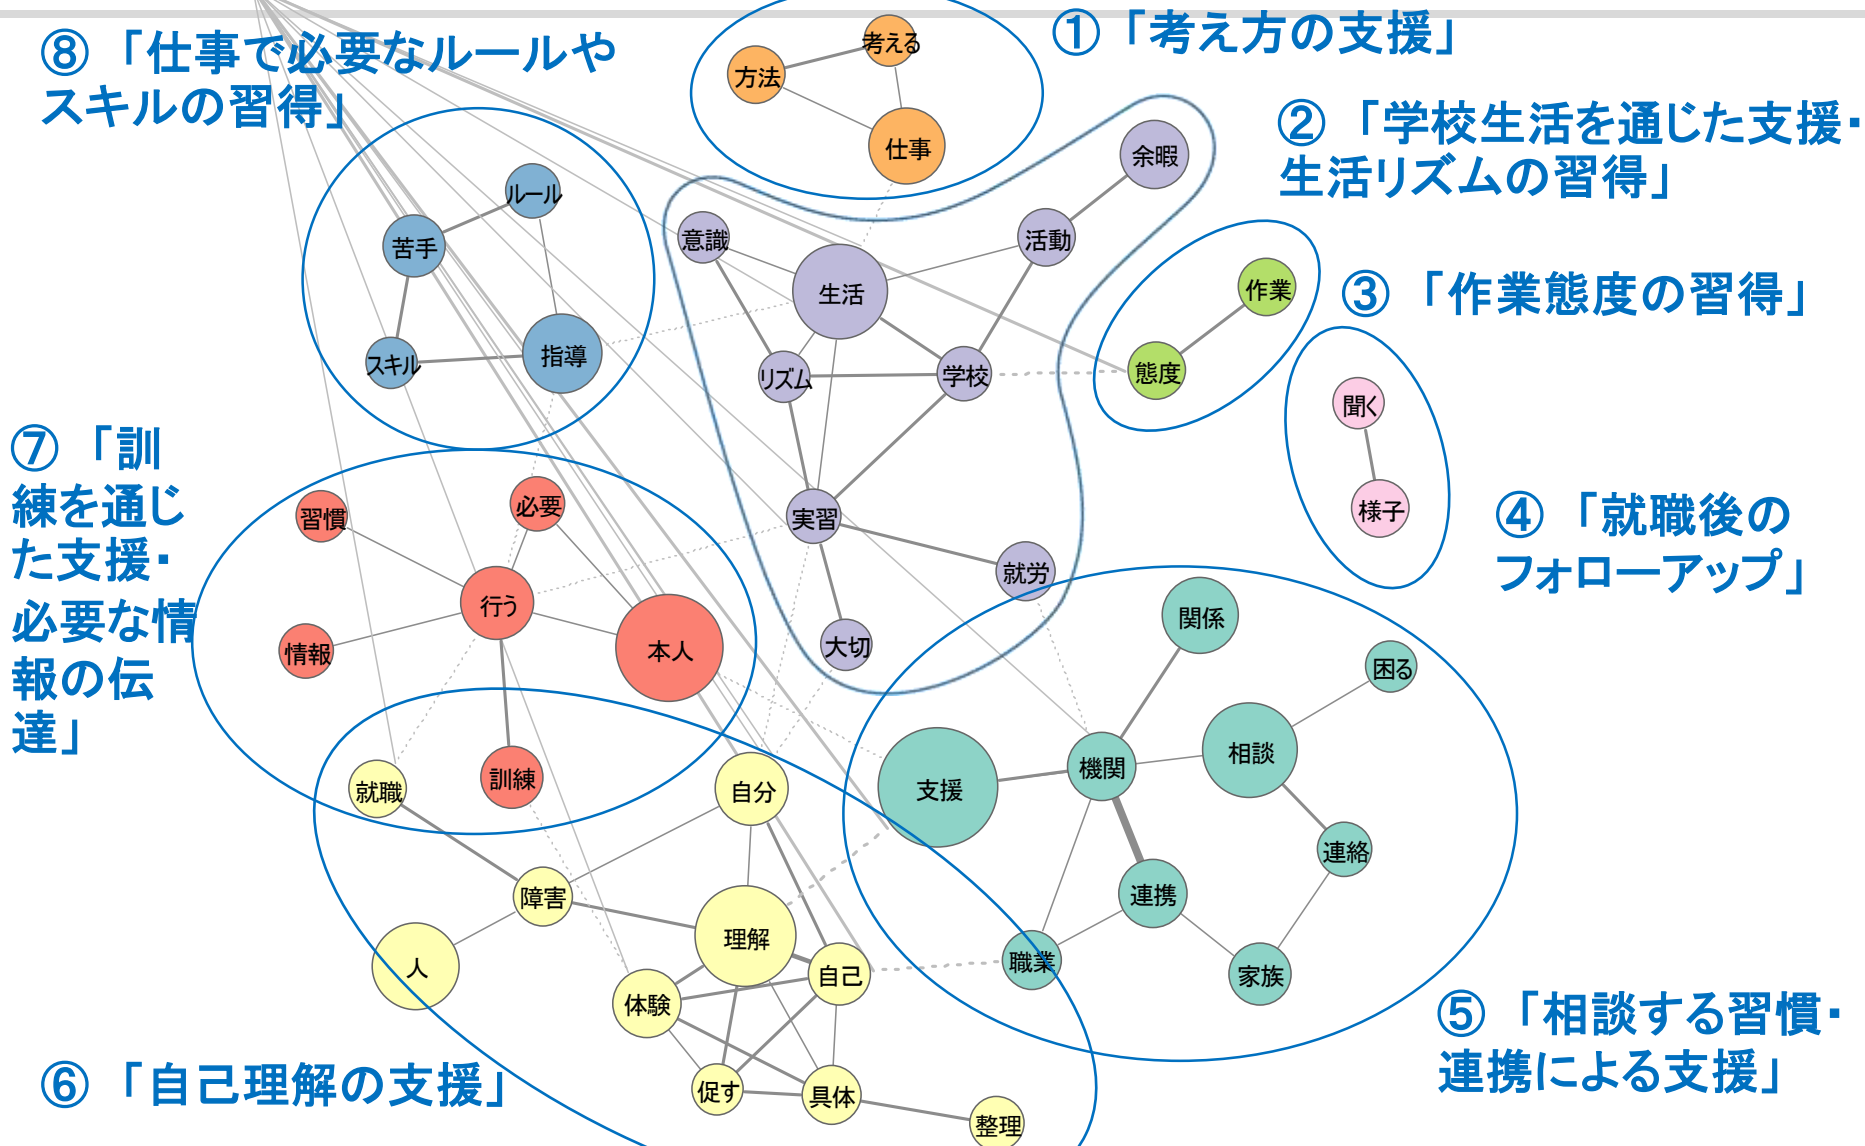 ⑧「仕事で必要なルールや
スキルの習得」
①「考え方の支援」
考える
方法
仕事
②「学校生活を通じた支援・
生活リズムの習得」
余暇
ルール
苦手
スキル
指導
意識
生活
活動
リズム
学校
実習
就労
大切
作業
態度
③「作業態度の習得」
聞く
様子
④「就職後の
フォローアップ」
⑦「訓
練を通じ
た支援・
必要な情
報の伝
達」
習慣
必要
行う
情報
本人
訓練
関係
困る
支援
機関
相談
連携
連絡
職業
家族
⑤「相談する習慣・
連携による支援」
就職
自分
障害
人
理解
自己
体験
促す
具体
整理
⑥「自己理解の支援」